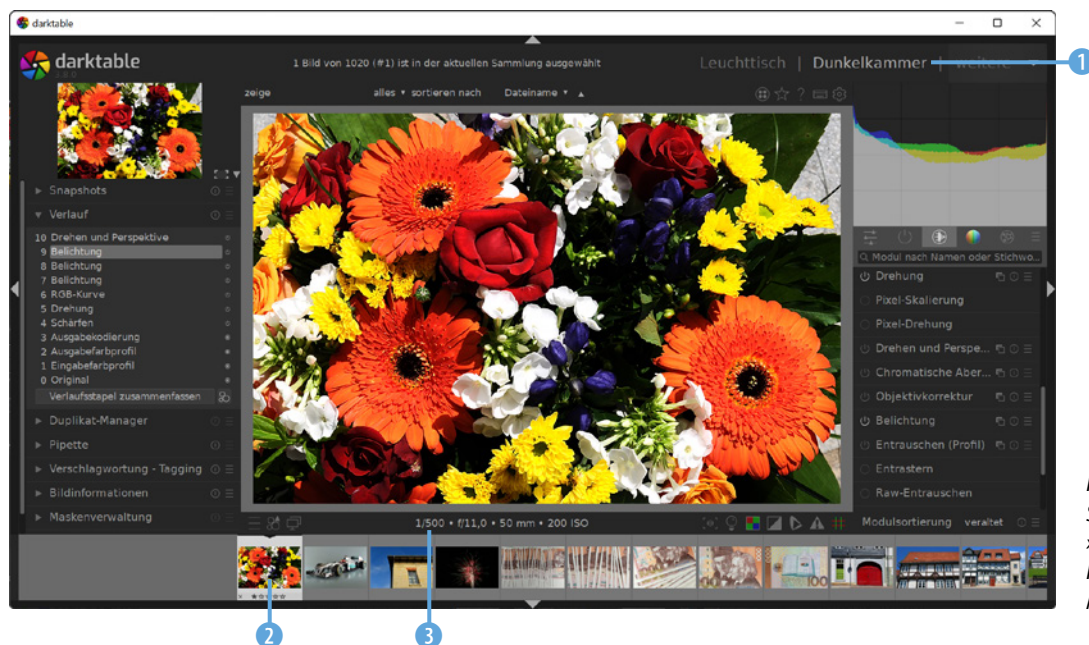 darktable
darktable
1 Bild von 1020 (#1) ist in der aktuellen Sammlung ausgewählt
Leuchttisch | Dunkelkammer | weitere
1
zeige alles sortieren nach Dateiname
Snapshots
Verlauf
10 Drehen und Perspektive
9 Belichtung
8 Belichtung
7 Belichtung
6 RGB-Kurve
5 Drehung
4 Schärfen
3 Ausgabekodierung
2 Ausgabefarbprofil
1 Eingabefarbprofil
0 Original
Verlaufsstapel zusammenfassen
Duplikat-Manager
Pipette
Verschlagwortung - Tagging
Bildinformationen
Maskenverwaltung
Modul nach Namen oder Stichwo...
Drehung
Pixel-Skalierung
Pixel-Drehung
Drehen und Perspe...
Chromatische Aber...
Objektivkorrektur
Belichtung
Entrauschen (Profil)
Entrastern
Raw-Entrauschen
1/500 • f/11,0 • 50 mm • 200 ISO
Modulsortierung veraltet
2
3